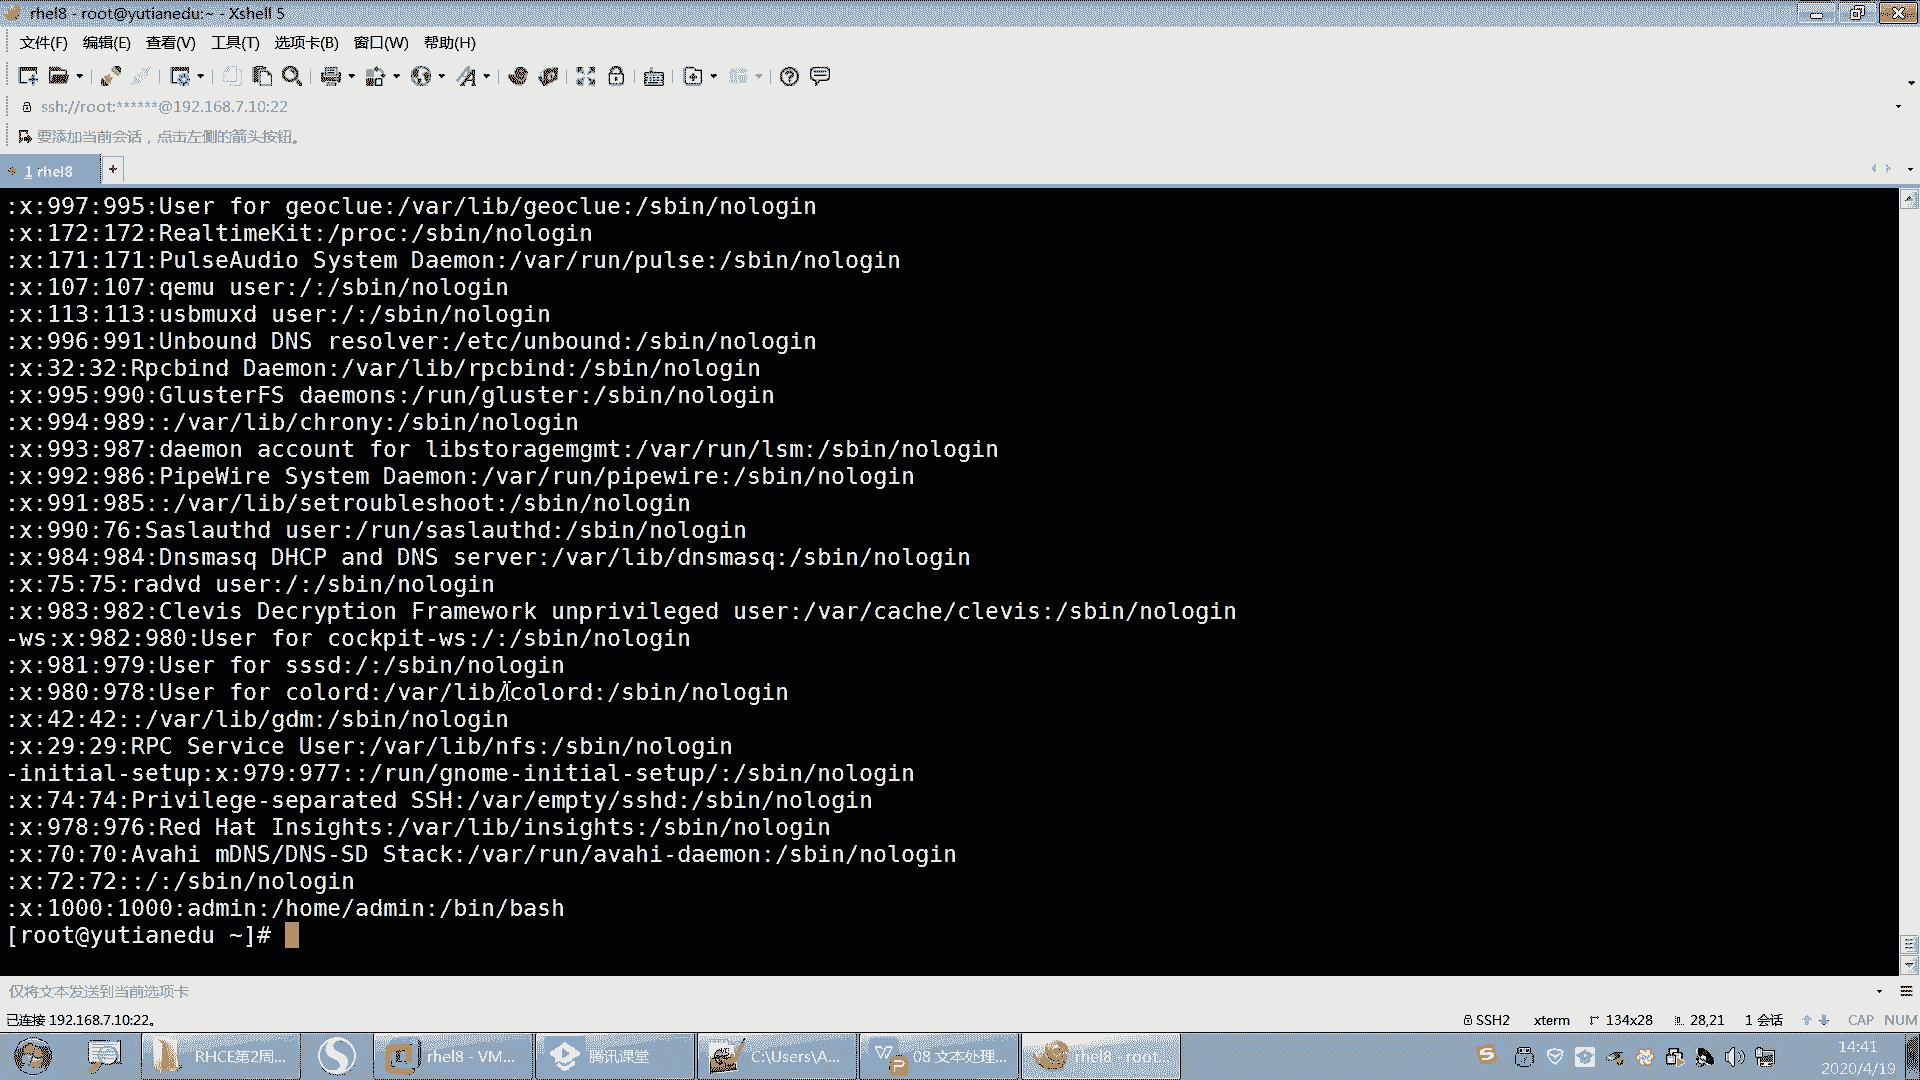 rhel8 - root@yutianedu:~ - Xshell 5
文件(F) 编辑(E) 查看(V) 工具(T) 选项卡(B) 窗口(W) 帮助(H)
ssh://root:******@192.168.7.10:22
要添加当前会话，点击左侧的箭头按钮。
1 rhel8
:x:997:995:User for geoclue:/var/lib/geoclue:/sbin/nologin
:x:172:172:RealtimeKit:/proc:/sbin/nologin
:x:171:171:PulseAudio System Daemon:/var/run/pulse:/sbin/nologin
:x:107:107:qemu user:/:/sbin/nologin
:x:113:113:usbmuxd user:/:/sbin/nologin
:x:996:991:Unbound DNS resolver:/etc/unbound:/sbin/nologin
:x:32:32:Rpcbind Daemon:/var/lib/rpcbind:/sbin/nologin
:x:995:990:GlusterFS daemons:/run/gluster:/sbin/nologin
:x:994:989::/var/lib/chrony:/sbin/nologin
:x:993:987:daemon account for libstoragemgmt:/var/run/lsm:/sbin/nologin
:x:992:986:PipeWire System Daemon:/var/run/pipewire:/sbin/nologin
:x:991:985::/var/lib/setroubleshoot:/sbin/nologin
:x:990:76:Saslauthd user:/run/saslauthd:/sbin/nologin
:x:984:984:Dnsmasq DHCP and DNS server:/var/lib/dnsmasq:/sbin/nologin
:x:75:75:radvd user:/:/sbin/nologin
:x:983:982:Clevis Decryption Framework unprivileged user:/var/cache/clevis:/sbin/nologin
-ws:x:982:980:User for cockpit-ws:/:/sbin/nologin
:x:981:979:User for sssd:/:/sbin/nologin
:x:980:978:User for colord:/var/lib/colord:/sbin/nologin
:x:42:42::/var/lib/gdm:/sbin/nologin
:x:29:29:RPC Service User:/var/lib/nfs:/sbin/nologin
-initial-setup:x:979:977::/run/gnome-initial-setup/:/sbin/nologin
:x:74:74:Privilege-separated SSH:/var/empty/sshd:/sbin/nologin
:x:978:976:Red Hat Insights:/var/lib/insights:/sbin/nologin
:x:70:70:Avahi mDNS/DNS-SD Stack:/var/run/avahi-daemon:/sbin/nologin
:x:72:72::/:/sbin/nologin
:x:1000:1000:admin:/home/admin:/bin/bash
[root@yutianedu ~]#
仅将文本发送到当前选项卡
已连接 192.168.7.10:22。 SSH2 xterm 134x28 28,21 1 会话 CAP NUM
RHCE第2周... rhel8 - VM... 腾讯课堂 C:\Users\A... 08 文本处理... rhel8 - root... 14:41
2020/4/19